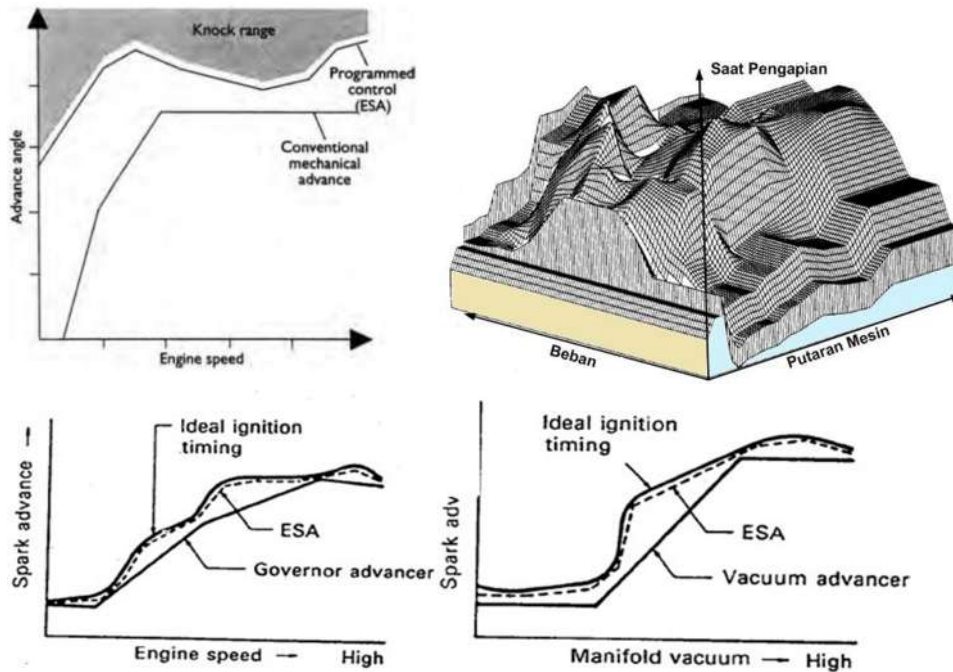 Knock range
Programmed
control
(ESA)
Conventional
mechanical
advance
Advance angle
Engine speed
Saat Pengapian
Beban
Putaran Mesin
Ideal ignition
timing
ESA
Governor advancer
Spark advance →
Engine speed → High
Ideal ignition
timing
ESA
Vacuum advancer
Spark adv
Manifold vacuum → High